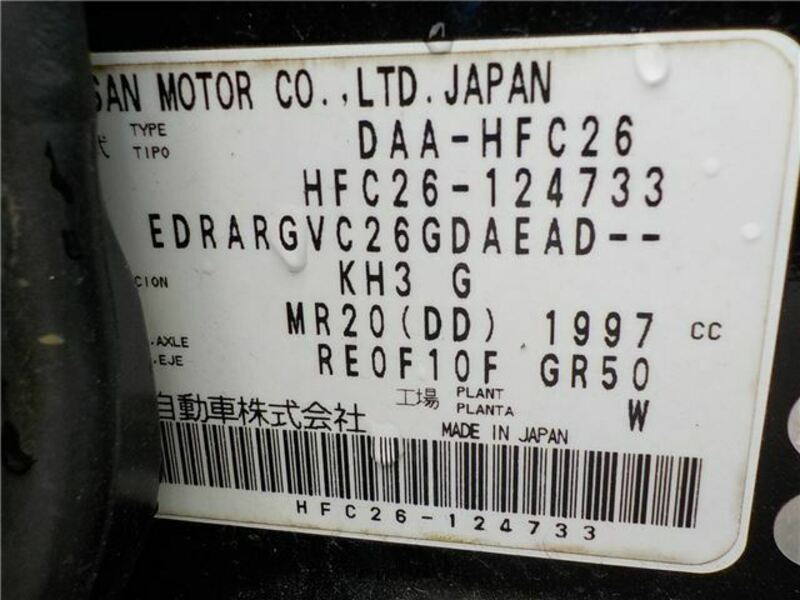 SAN MOTOR CO.,LTD.JAPAN
式 TYPE TIPO DAA-HFC26
HFC26-124733
EDRARGVC26GDAEAD--
CION KH3 G
MR20(DD) 1997 CC
.AXLE .EJE RE0F10F GR50
工場 PLANT PLANTA W
自動車株式会社 MADE IN JAPAN
HFC26-124733